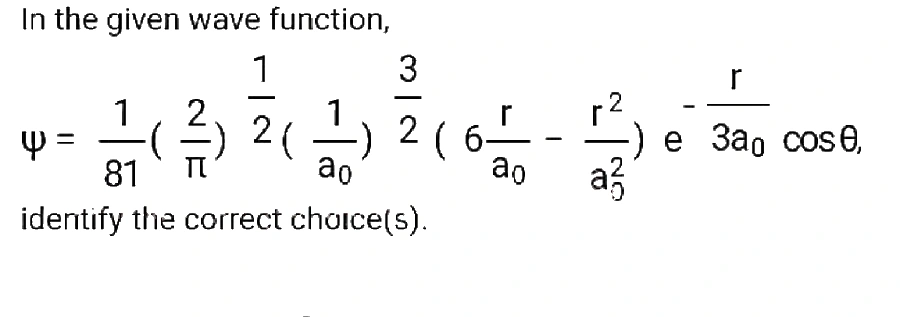 In the given wave function,
ψ = 1/81 (2/π)^(1/2) (1/a₀)^(3/2) (6 r/a₀ - r²/a₀²) e^(-r/3a₀) cosθ,
identify the correct choice(s).